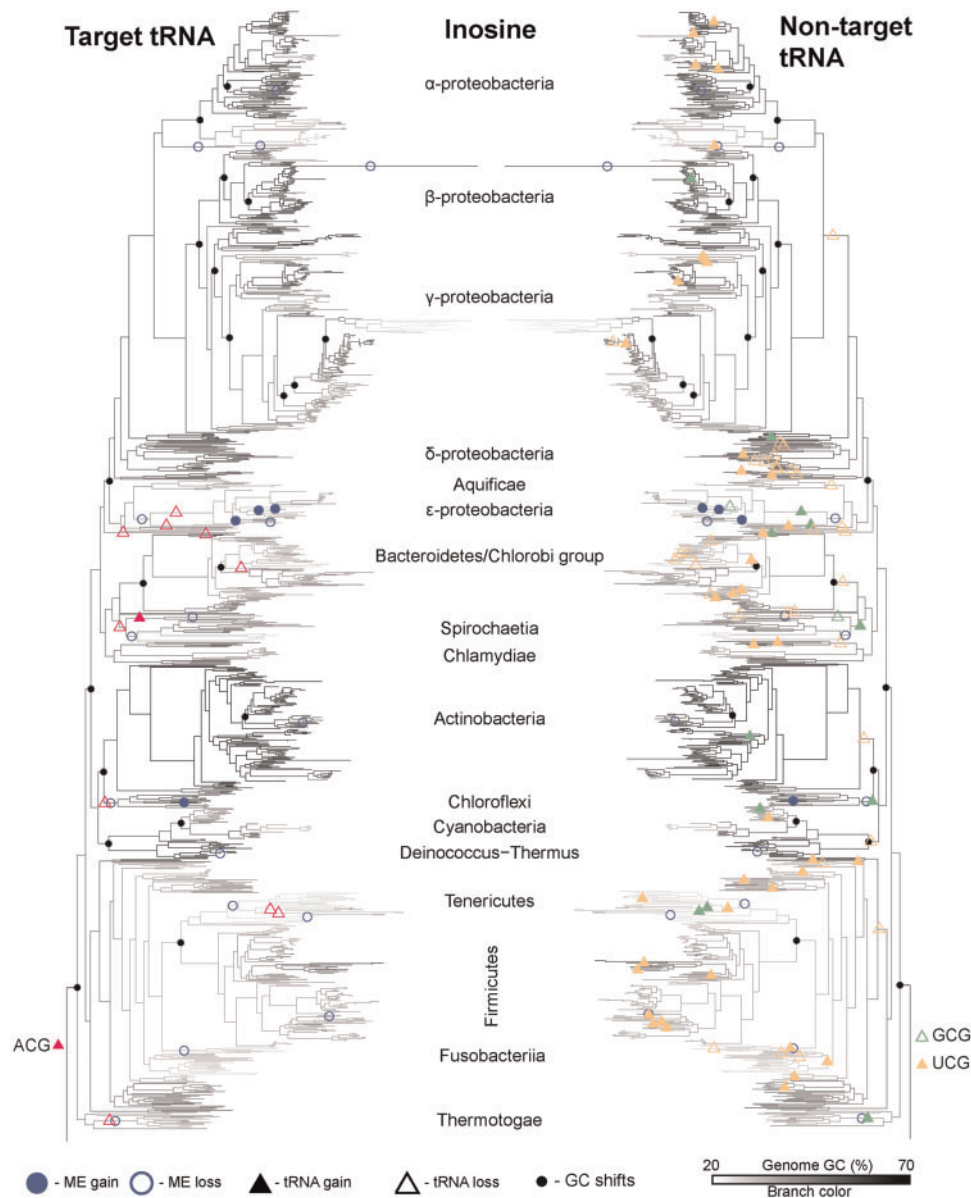 Target tRNA
Inosine
Non-target
tRNA
α-proteobacteria
β-proteobacteria
γ-proteobacteria
δ-proteobacteria
Aquificae
ε-proteobacteria
Bacteroidetes/Chlorobi group
Spirochaetia
Chlamydiae
Actinobacteria
Chloroflexi
Cyanobacteria
Deinococcus−Thermus
Tenericutes
Firmicutes
Fusobacteriia
Thermotogae
ACG
GCG
UCG
- ME gain
- ME loss
- tRNA gain
- tRNA loss
- GC shifts
20 Genome GC (%) 70
Branch color